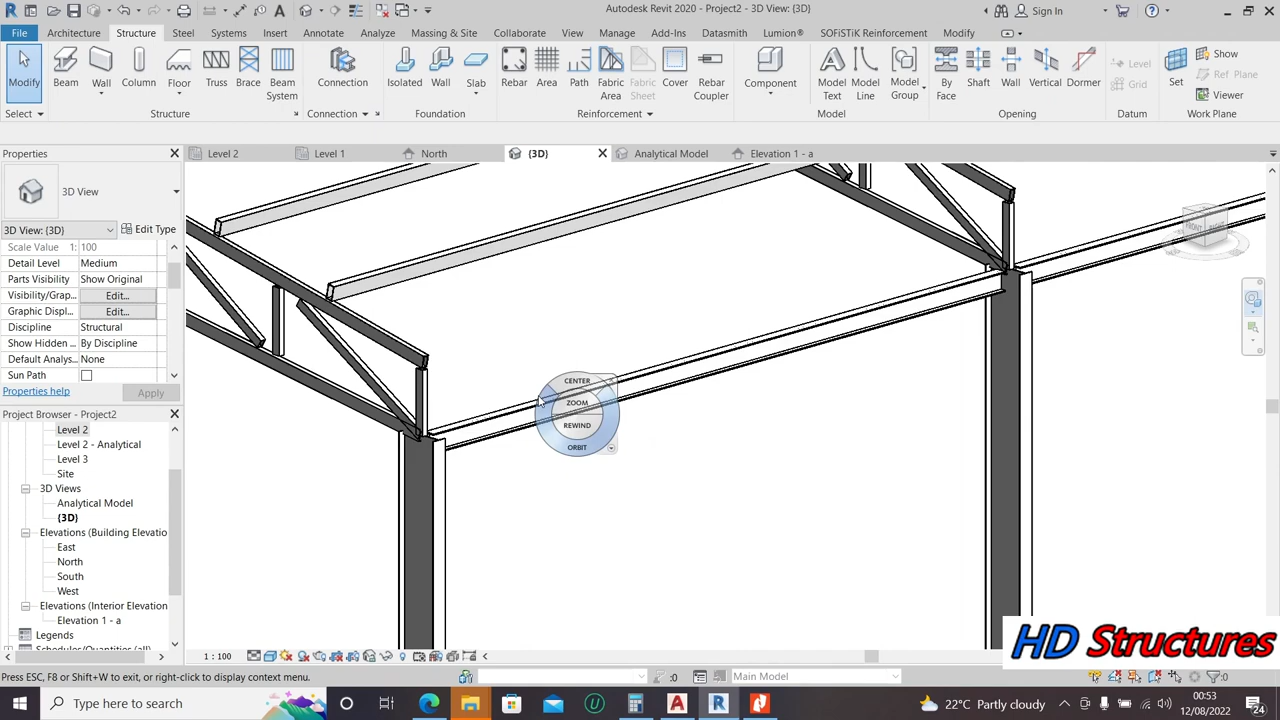 Autodesk Revit 2020 - Project2 - 3D View: {3D}
Sign In
File Architecture Structure Steel Systems Insert Annotate Analyze Massing & Site Collaborate View Manage Add-Ins Datasmith Lumion® SOFiSTiK Reinforcement Modify
Modify Beam Wall Column Floor Truss Brace Beam System Connection Isolated Wall Slab Rebar Area Path Fabric Area Fabric Sheet Cover Rebar Coupler Component Model Text Model Line Model Group By Face Shaft Wall Vertical Dormer Level Grid Set Show Ref Plane Viewer
Select Structure Connection Foundation Reinforcement Model Opening Datum Work Plane
Properties
Level 2 Level 1 North {3D} Analytical Model Elevation 1 - a
3D View
3D View: {3D} Edit Type
Scale Value 1: 100
Detail Level Medium
Parts Visibility Show Original
Visibility/Grap... Edit...
Graphic Displ... Edit...
Discipline Structural
Show Hidden ... By Discipline
Default Analys... None
Sun Path
Properties help Apply
Project Browser - Project2
Level 2
Level 2 - Analytical
Level 3
Site
3D Views
Analytical Model
{3D}
Elevations (Building Elevatio
East
North
South
West
Elevations (Interior Elevation
Elevation 1 - a
Legends
Schedules/Quantities (all)
FRONT
RIGHT
CENTER
ZOOM
REWIND
ORBIT
HD Structures
1 : 100
Press ESC, F8 or Shift+W to exit, or right-click to display context menu.
:0 Main Model :0
Type here to search
22°C Partly cloudy
00:53
12/08/2022
24